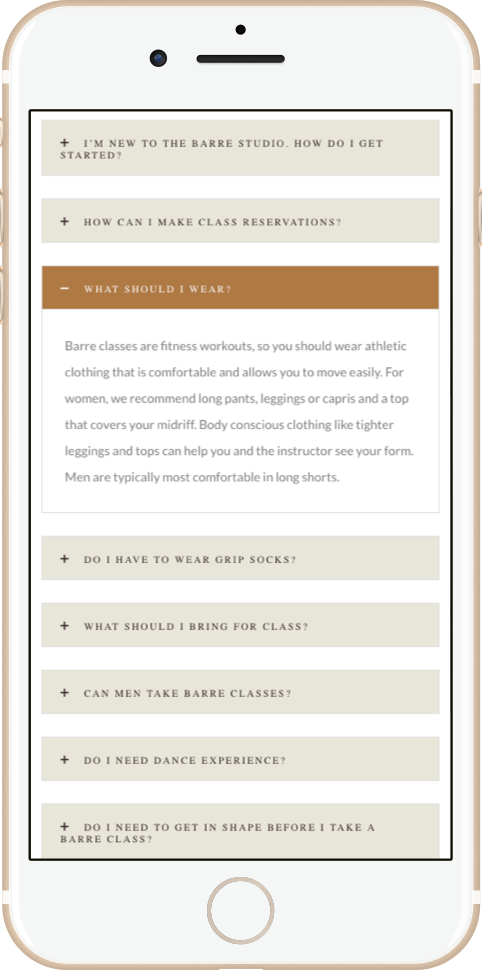 + I'M NEW TO THE BARRE STUDIO. HOW DO I GET
STARTED?
+ HOW CAN I MAKE CLASS RESERVATIONS?
− WHAT SHOULD I WEAR?
Barre classes are fitness workouts, so you should wear athletic
clothing that is comfortable and allows you to move easily. For
women, we recommend long pants, leggings or capris and a top
that covers your midriff. Body conscious clothing like tighter
leggings and tops can help you and the instructor see your form.
Men are typically most comfortable in long shorts.
+ DO I HAVE TO WEAR GRIP SOCKS?
+ WHAT SHOULD I BRING FOR CLASS?
+ CAN MEN TAKE BARRE CLASSES?
+ DO I NEED DANCE EXPERIENCE?
+ DO I NEED TO GET IN SHAPE BEFORE I TAKE A
BARRE CLASS?